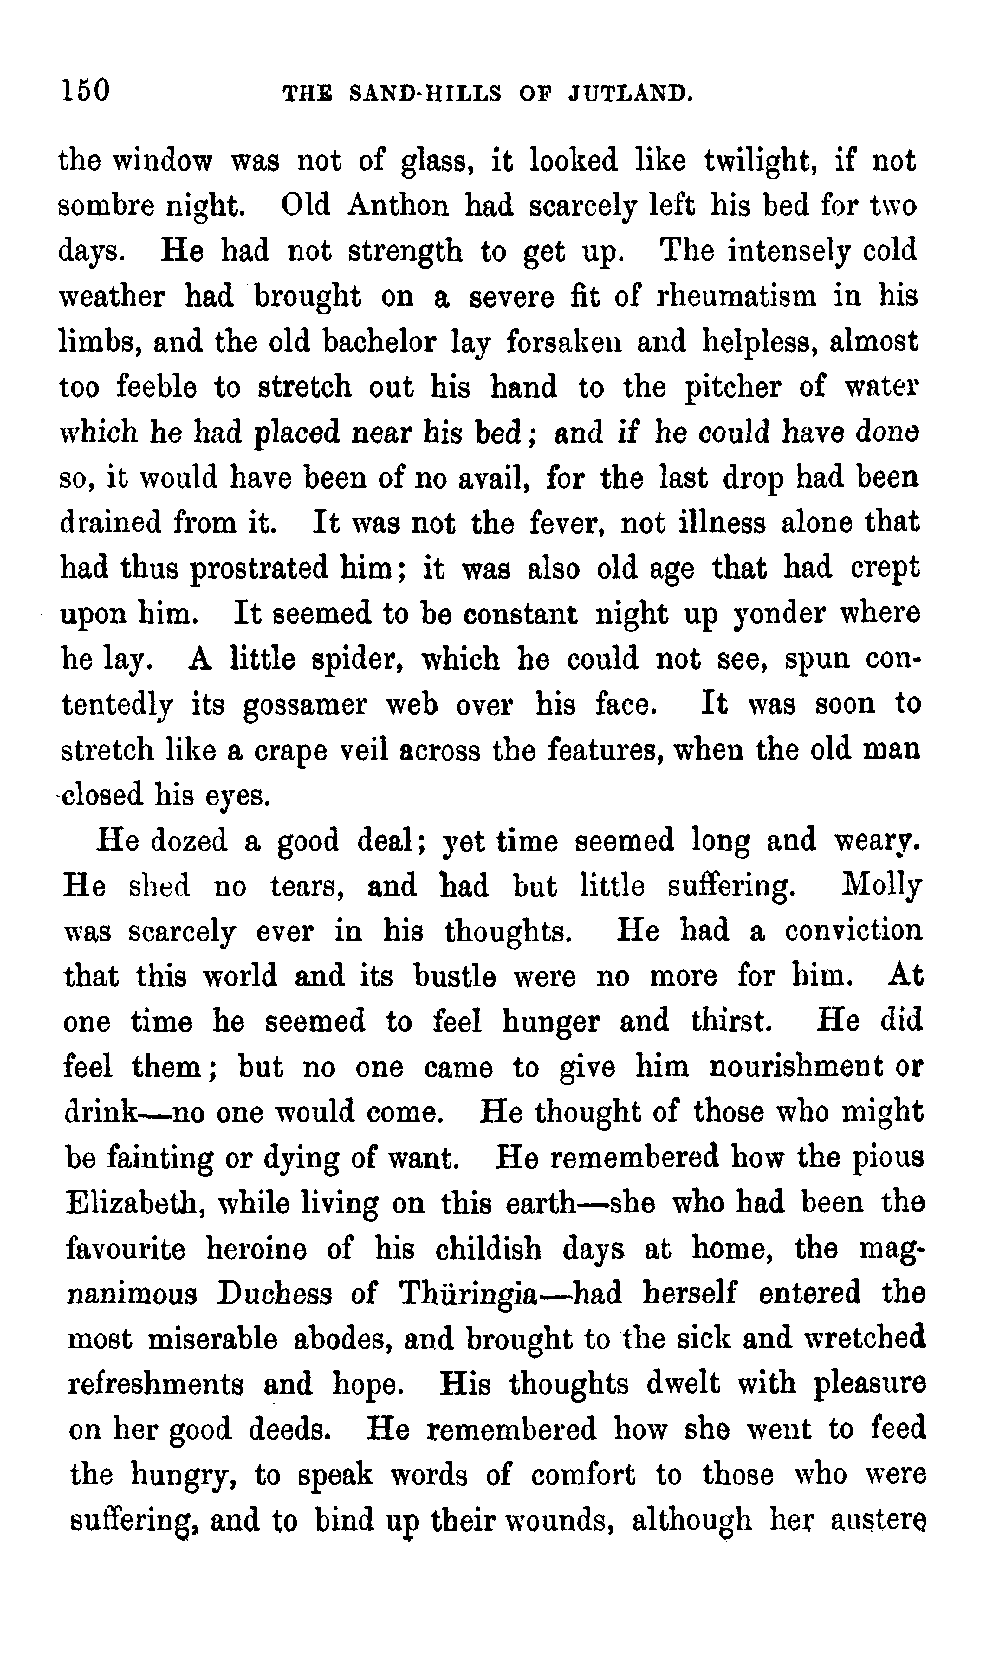 150 THE SAND-HILLS OF JUTLAND.
the window was not of glass, it looked like twilight, if not
sombre night. Old Anthon had scarcely left his bed for two
days. He had not strength to get up. The intensely cold
weather had brought on a severe fit of rheumatism in his
limbs, and the old bachelor lay forsaken and helpless, almost
too feeble to stretch out his hand to the pitcher of water
which he had placed near his bed; and if he could have done
so, it would have been of no avail, for the last drop had been
drained from it. It was not the fever, not illness alone that
had thus prostrated him; it was also old age that had crept
upon him. It seemed to be constant night up yonder where
he lay. A little spider, which he could not see, spun con-
tentedly its gossamer web over his face. It was soon to
stretch like a crape veil across the features, when the old man
closed his eyes.
He dozed a good deal; yet time seemed long and weary.
He shed no tears, and had but little suffering. Molly
was scarcely ever in his thoughts. He had a conviction
that this world and its bustle were no more for him. At
one time he seemed to feel hunger and thirst. He did
feel them; but no one came to give him nourishment or
drink—no one would come. He thought of those who might
be fainting or dying of want. He remembered how the pious
Elizabeth, while living on this earth—she who had been the
favourite heroine of his childish days at home, the mag-
nanimous Duchess of Thüringia—had herself entered the
most miserable abodes, and brought to the sick and wretched
refreshments and hope. His thoughts dwelt with pleasure
on her good deeds. He remembered how she went to feed
the hungry, to speak words of comfort to those who were
suffering, and to bind up their wounds, although her austere